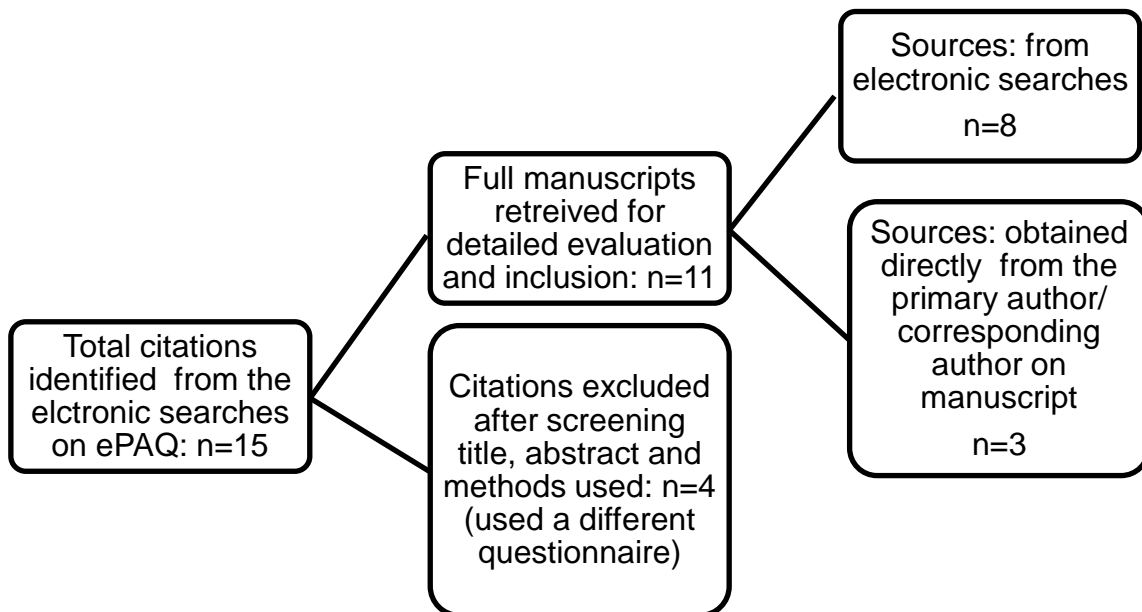 Total citations
identified from the
elctronic searches
on ePAQ: n=15
Full manuscripts
retreived for
detailed evaluation
and inclusion: n=11
Citations excluded
after screening
title, abstract and
methods used: n=4
(used a different
questionnaire)
Sources: from
electronic searches
n=8
Sources: obtained
directly from the
primary author/
corresponding
author on
manuscript
n=3